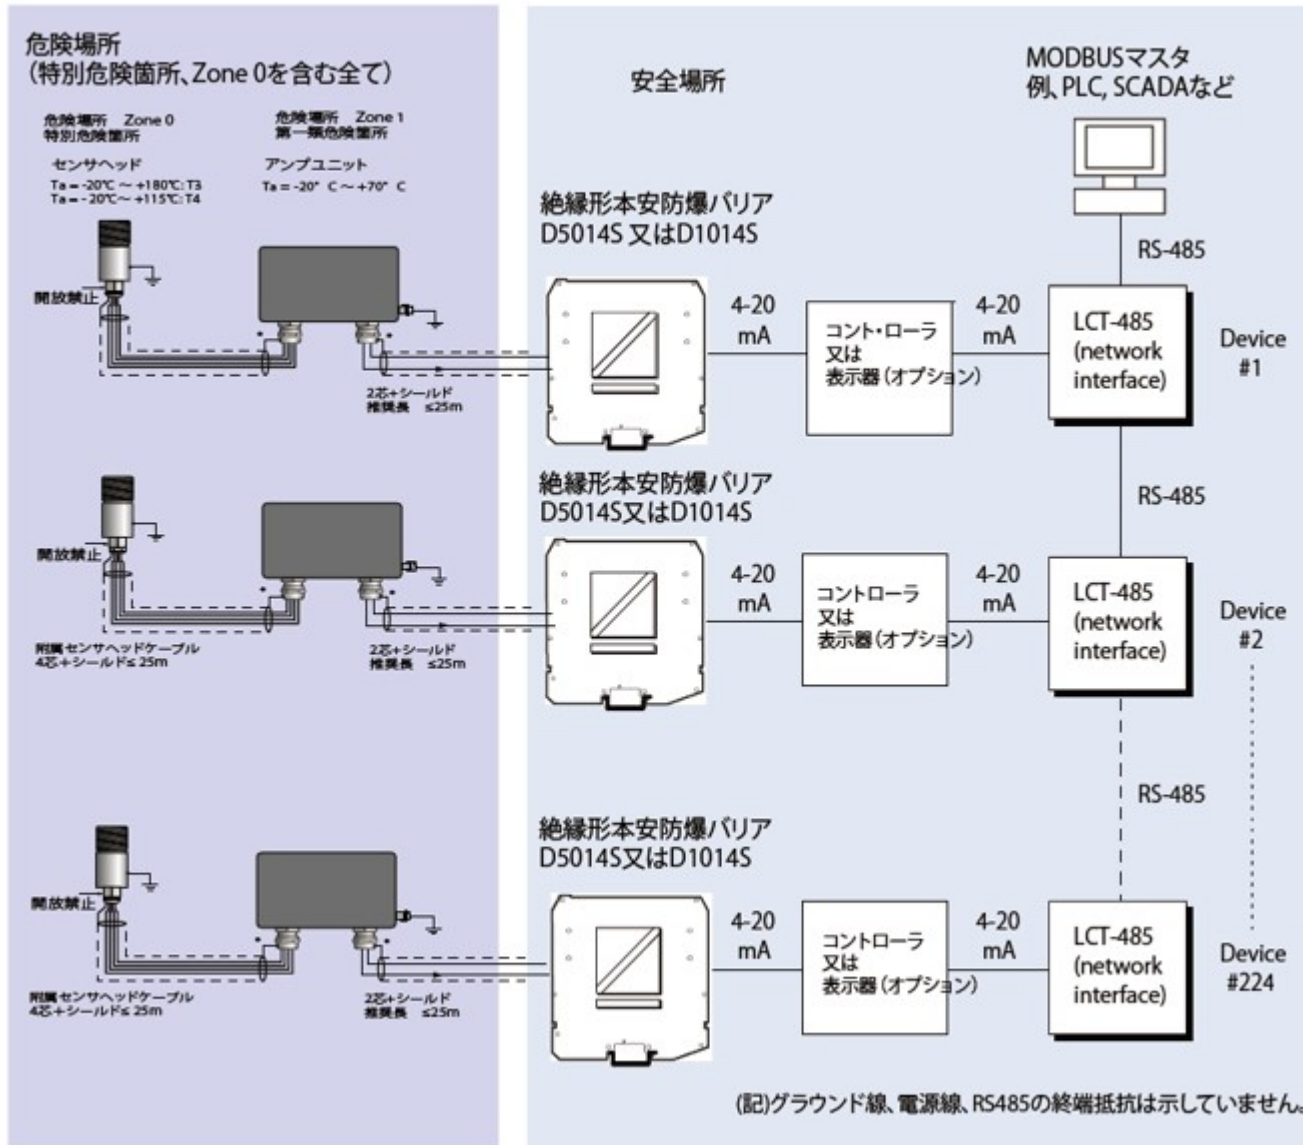 危険場所
（特別危険箇所、Zone 0を含む全て）
危険場所 Zone 0
特別危険箇所
センサヘッド
Ta = -20℃ ～ +180℃: T3
Ta = - 20℃～ +115℃: T4
危険場所 Zone 1
第一類危険箇所
アンプユニット
Ta = -20° C ～ +70° C
開放禁止
2芯+シールド
推奨長 ≤25m
安全場所
絶縁形本安防爆バリア
D5014S 又はD1014S
4-20
mA
コント・ローラ
又は
表示器（オプション）
4-20
mA
MODBUSマスタ
例、PLC, SCADAなど
RS-485
LCT-485
(network
interface)
Device
#1
RS-485
開放禁止
附属センサヘッドケーブル
4芯+シールド≤ 25m
2芯+シールド
推奨長 ≤25m
絶縁形本安防爆バリア
D5014S又はD1014S
4-20
mA
コントローラ
又は
表示器（オプション）
4-20
mA
LCT-485
(network
interface)
Device
#2
RS-485
開放禁止
附属センサヘッドケーブル
4芯+シールド≤ 25m
2芯+シールド
推奨長 ≤25m
絶縁形本安防爆バリア
D5014S又はD1014S
4-20
mA
コントローラ
又は
表示器（オプション）
4-20
mA
LCT-485
(network
interface)
Device
#224
(記)グラウンド線、電源線、RS485の終端抵抗は示していません。